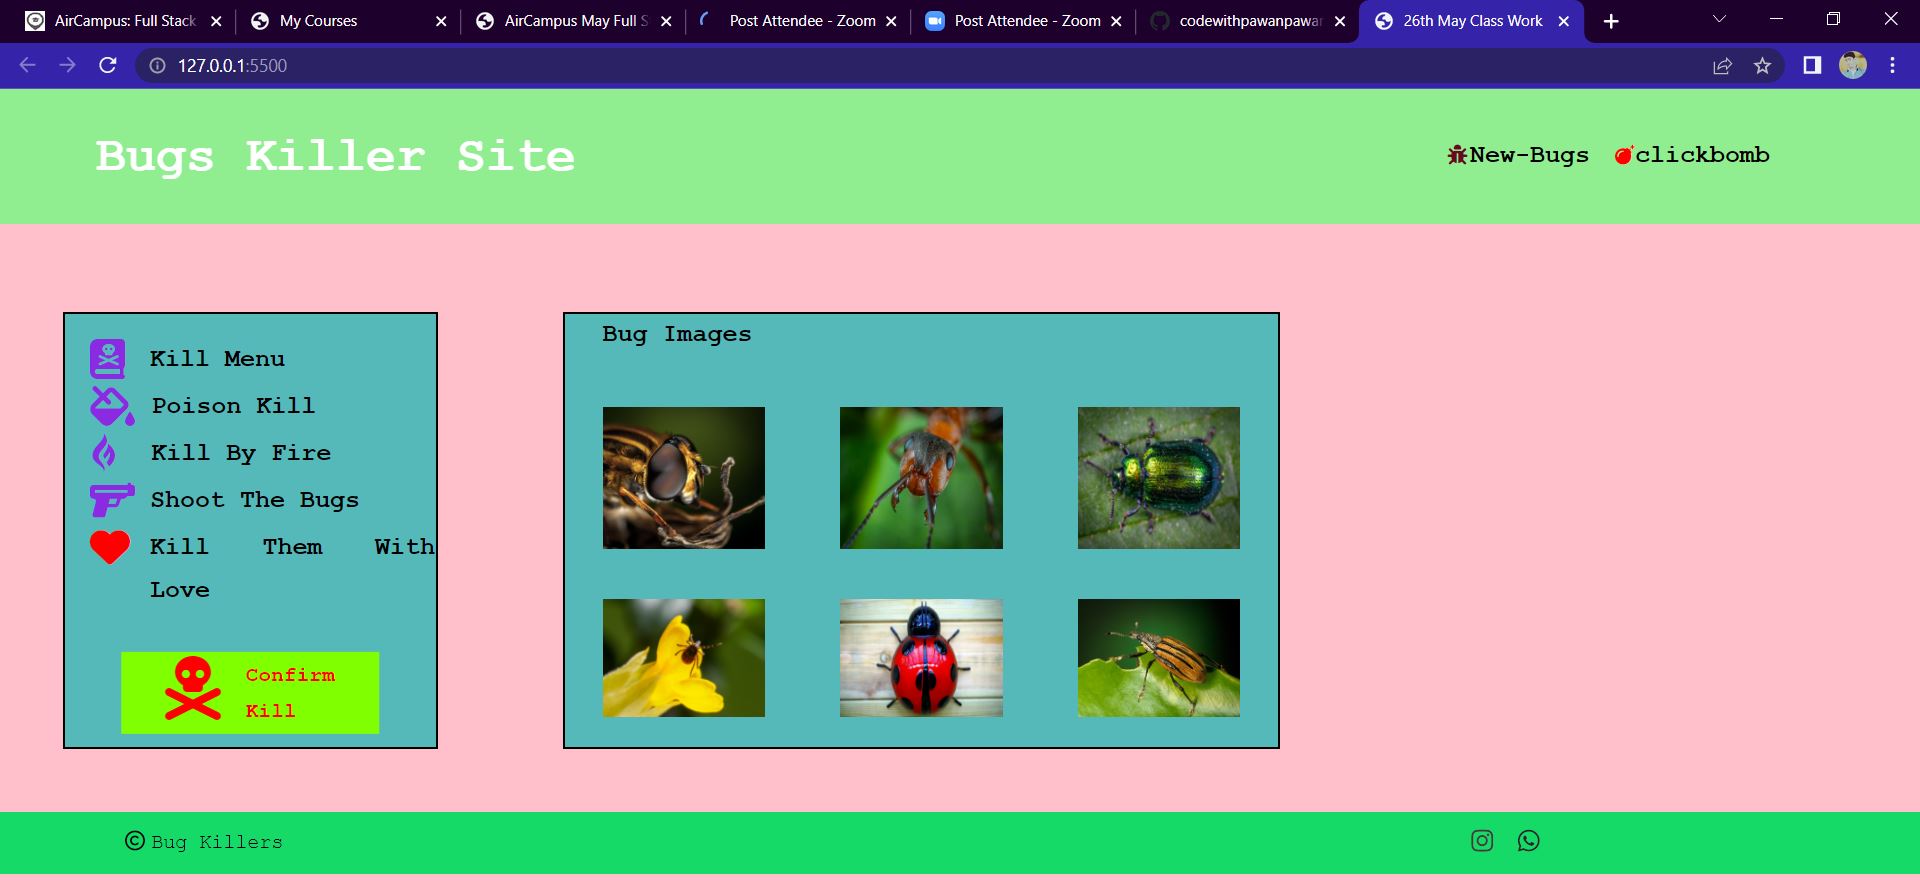 AirCampus: Full Stack
My Courses
AirCampus May Full S
Post Attendee - Zoom
Post Attendee - Zoom
codewithpawanpawar
26th May Class Work
127.0.0.1:5500
Bugs Killer Site
New-Bugs
clickbomb
Kill Menu
Poison Kill
Kill By Fire
Shoot The Bugs
Kill Them With
Love
Confirm
Kill
Bug Images
© Bug Killers